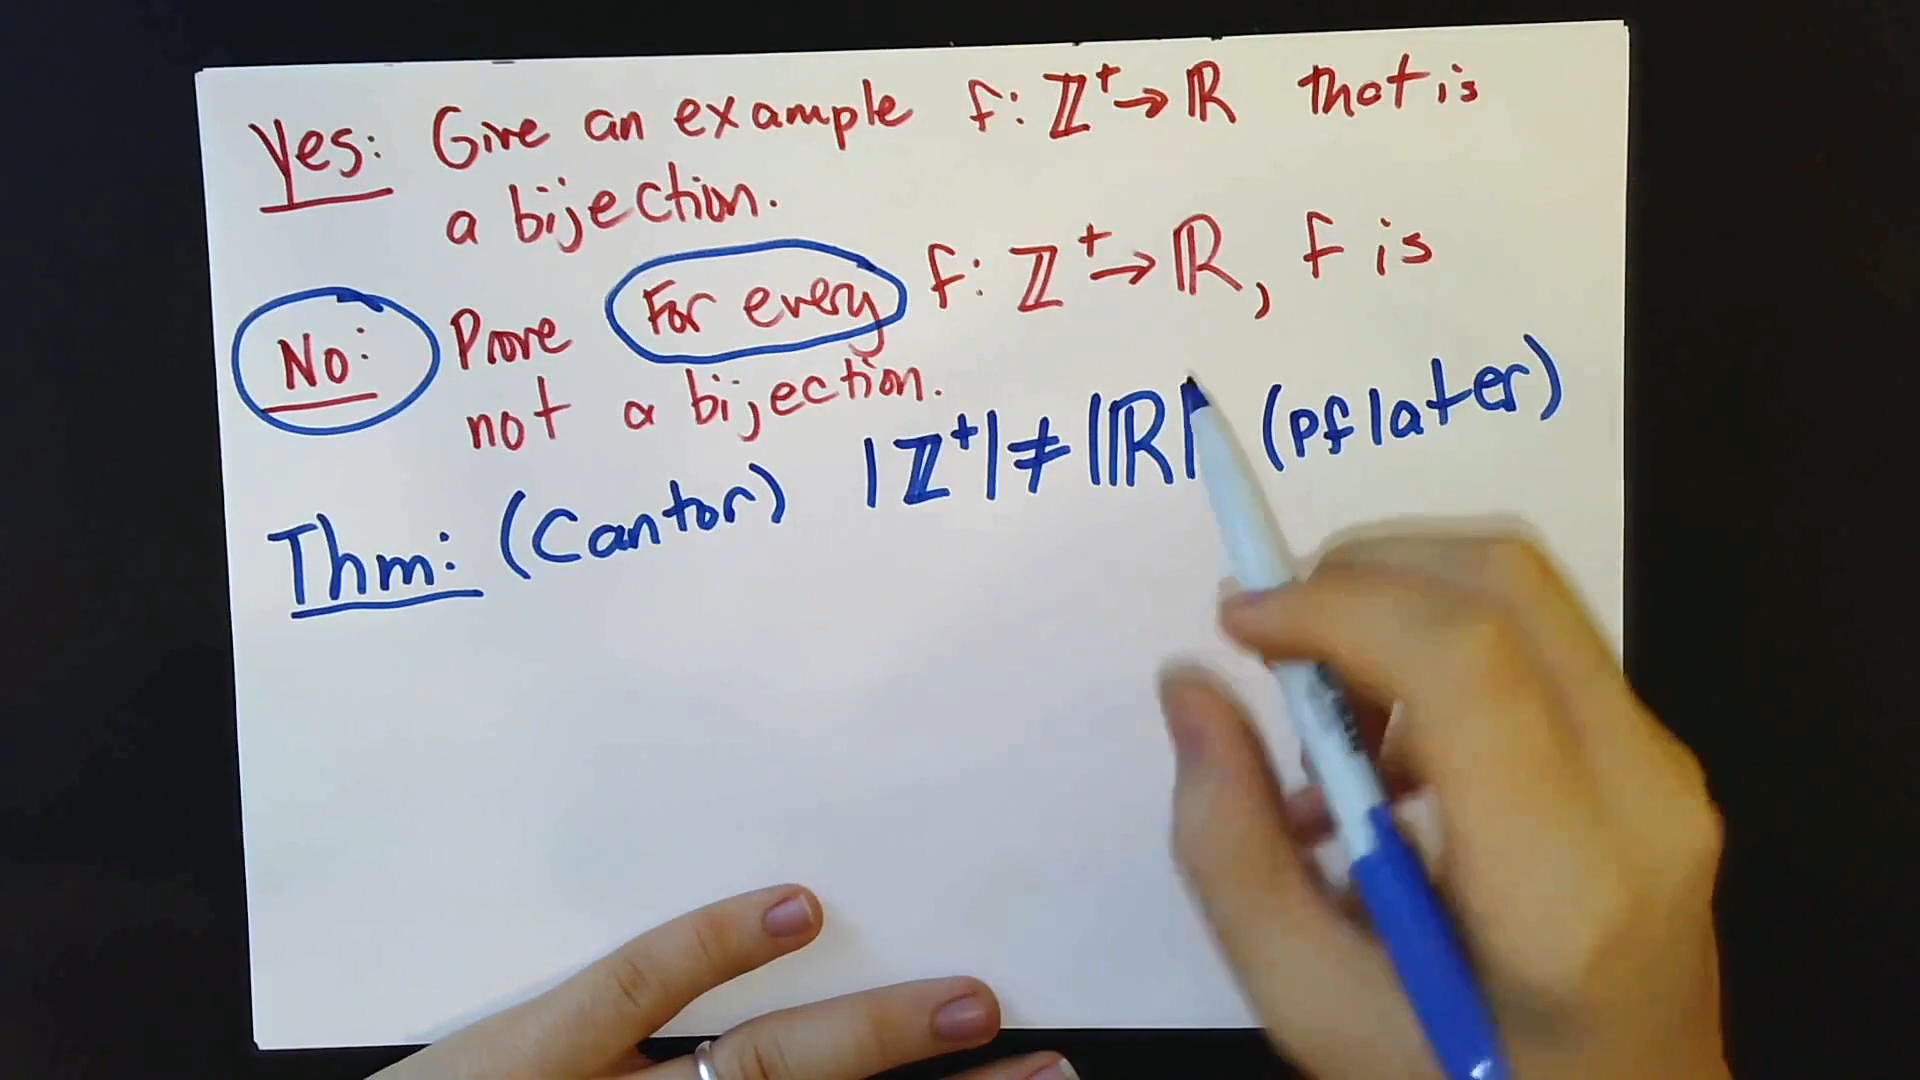 Yes: Give an example f: ℤ⁺→ℝ that is
a bijection.
No: Prove For every f: ℤ⁺→ℝ, f is
not a bijection.
Thm: (Cantor) |ℤ⁺|≠|ℝ| (pf later)